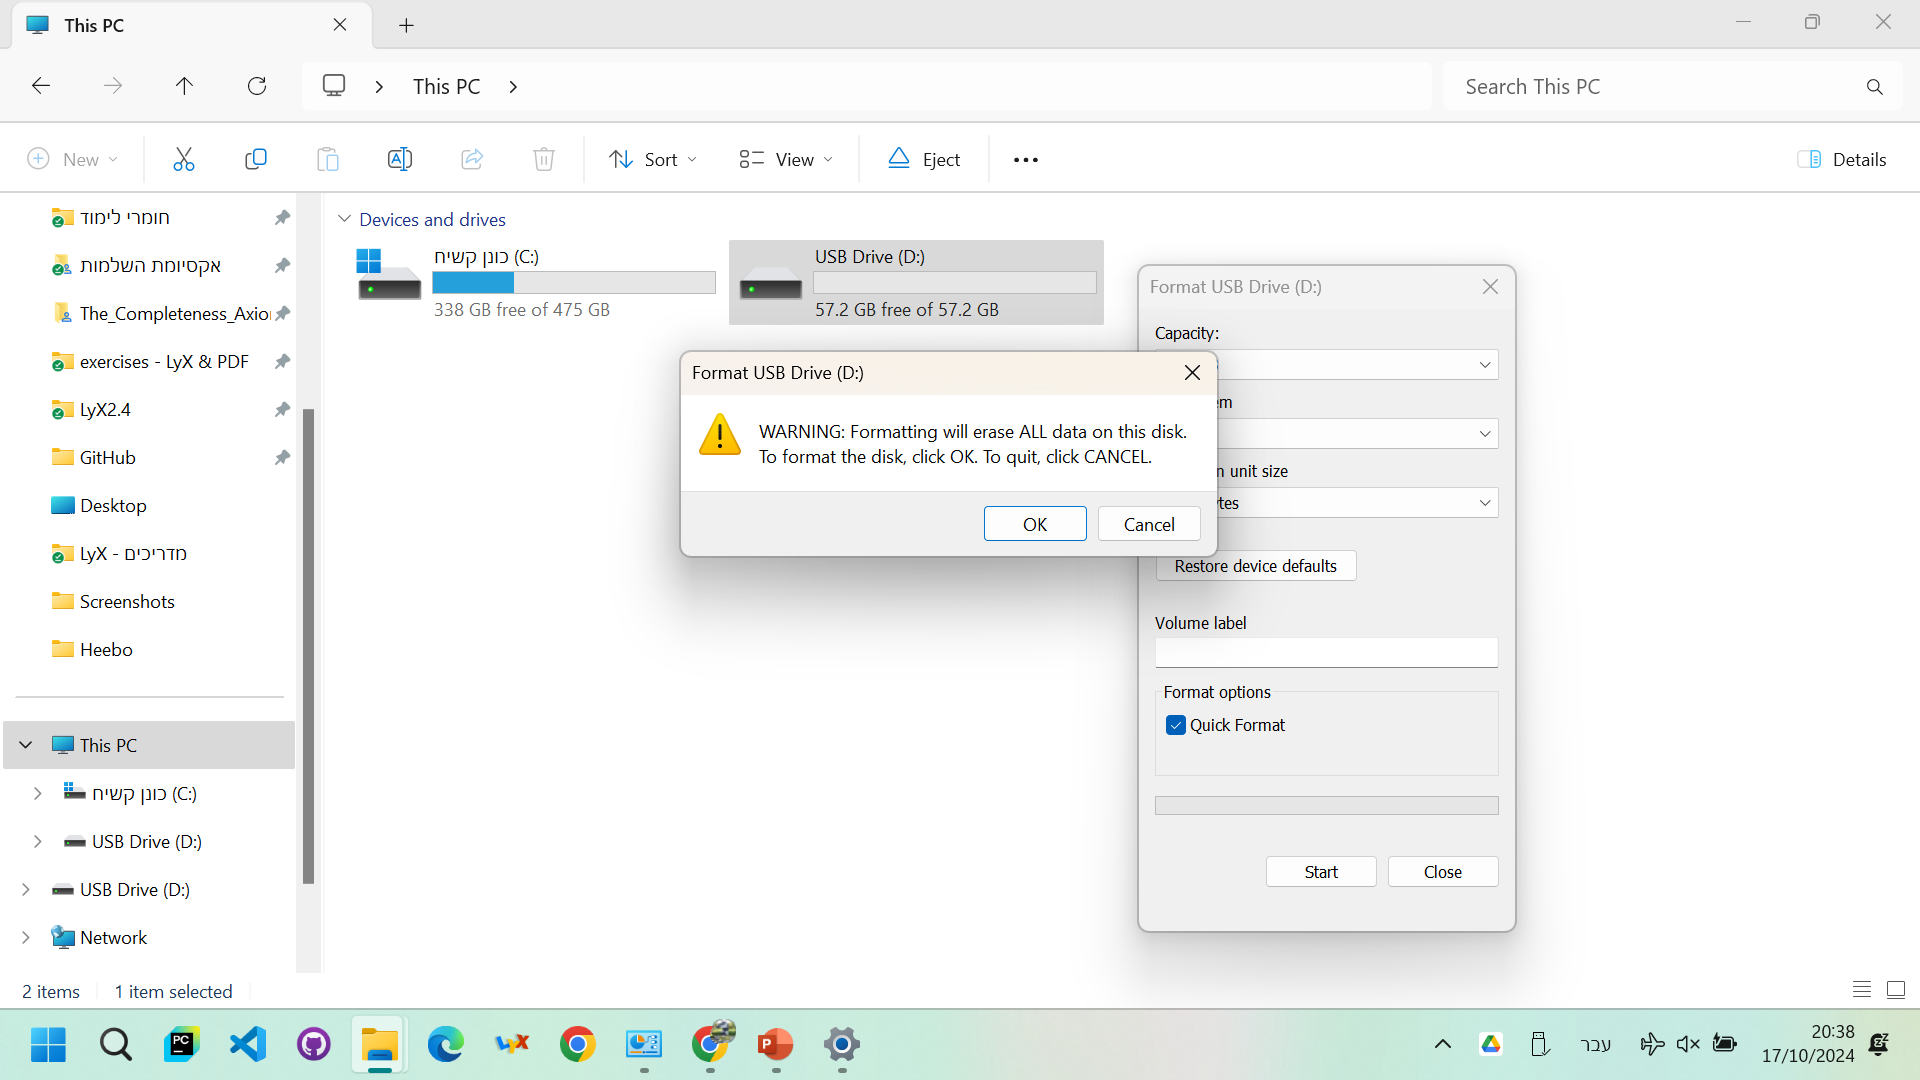 This PC
This PC
Search This PC
New
Sort
View
Eject
Details
חומרי לימוד
אקסיומת השלמות
The_Completeness_Axio
exercises - LyX & PDF
LyX2.4
GitHub
Desktop
LyX - מדריכים
Screenshots
Heebo
This PC
כונן קשיח (C:)
USB Drive (D:)
USB Drive (D:)
Network
2 items
1 item selected
Devices and drives
כונן קשיח (C:)
338 GB free of 475 GB
USB Drive (D:)
57.2 GB free of 57.2 GB
Format USB Drive (D:)
WARNING: Formatting will erase ALL data on this disk.
To format the disk, click OK. To quit, click CANCEL.
OK
Cancel
Format USB Drive (D:)
Capacity:
unit size
Restore device defaults
Volume label
Format options
Quick Format
Start
Close
PC
LyX
עבר
20:38
17/10/2024